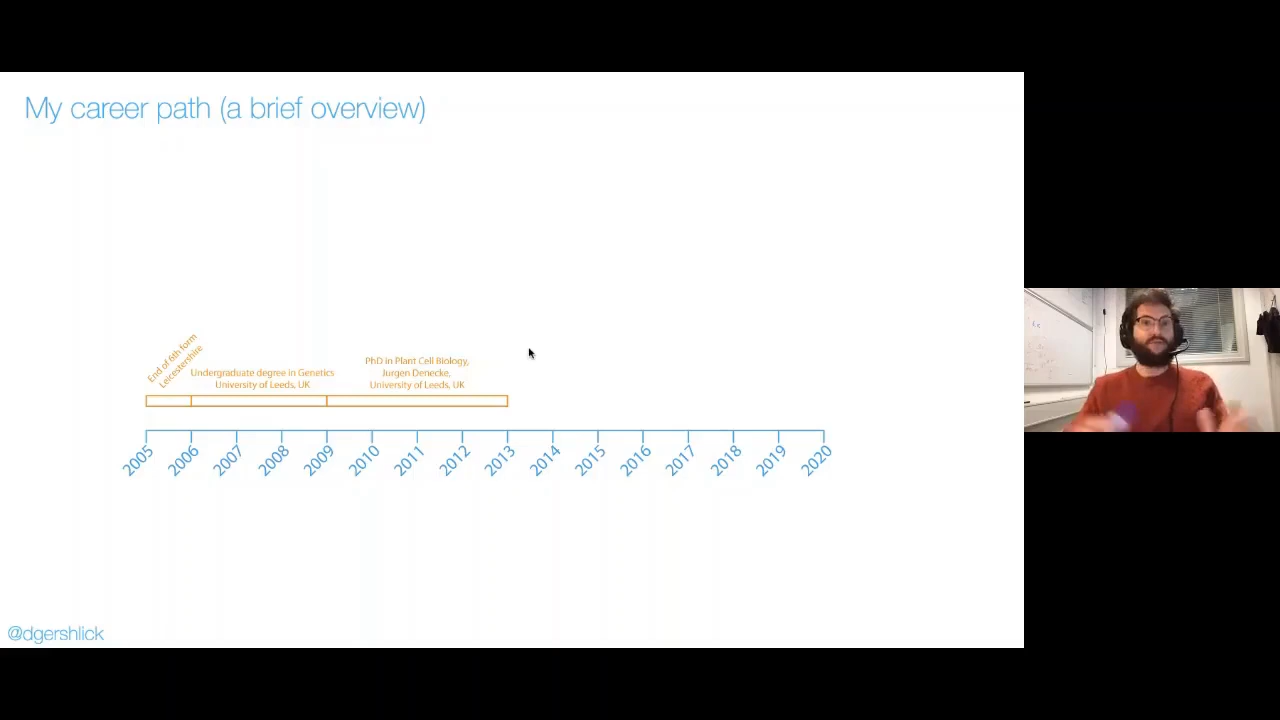 My career path (a brief overview)
End of 6th form
Leicestershire
Undergraduate degree in Genetics
University of Leeds, UK
PhD in Plant Cell Biology,
Jurgen Denecke,
University of Leeds, UK
2005 2006 2007 2008 2009 2010 2011 2012 2013 2014 2015 2016 2017 2018 2019 2020
@dgershlick